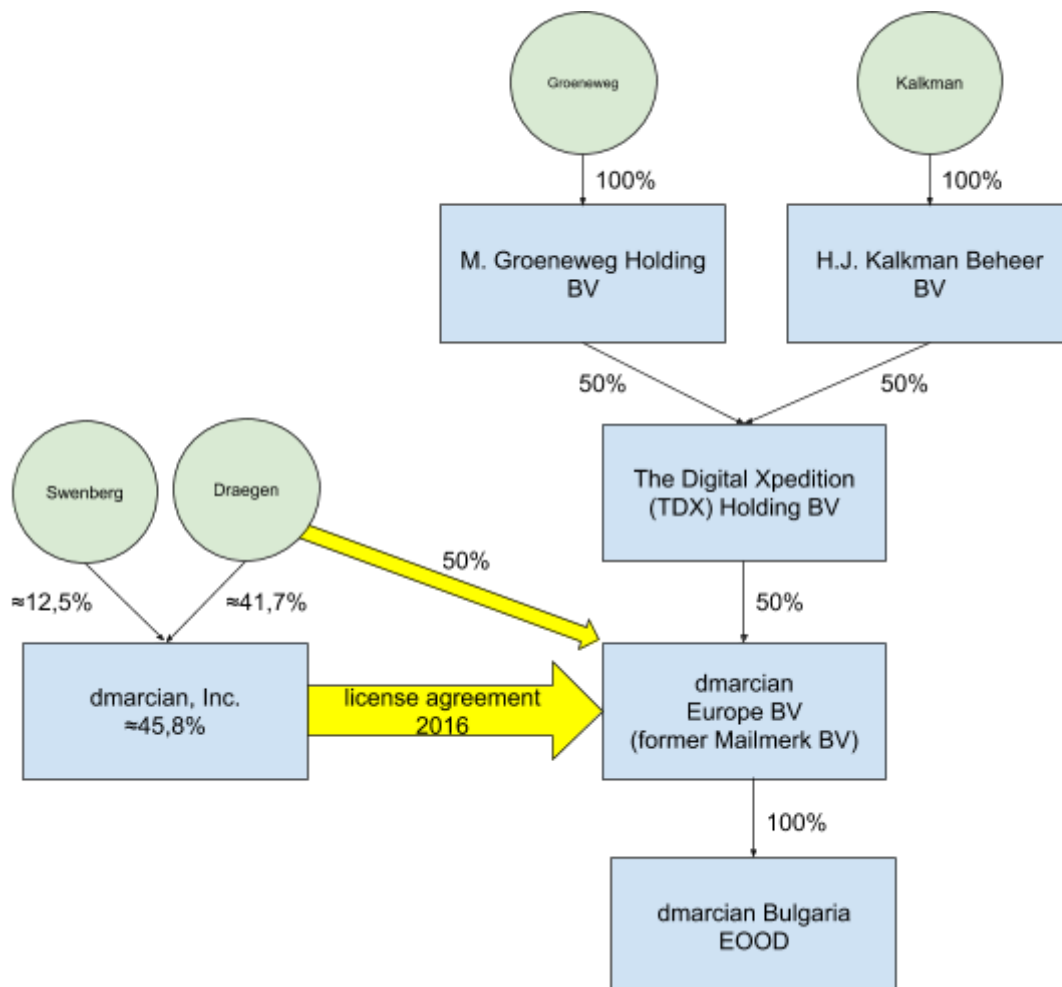 Groeneweg
Kalkman
100%
100%
M. Groeneweg Holding
BV
H.J. Kalkman Beheer
BV
50%
50%
Swenberg
Draegen
The Digital Xpedition
(TDX) Holding BV
50%
50%
≈12,5%
≈41,7%
dmarcian, Inc.
≈45,8%
license agreement
2016
dmarcian
Europe BV
(former Mailmerk BV)
100%
dmarcian Bulgaria
EOOD